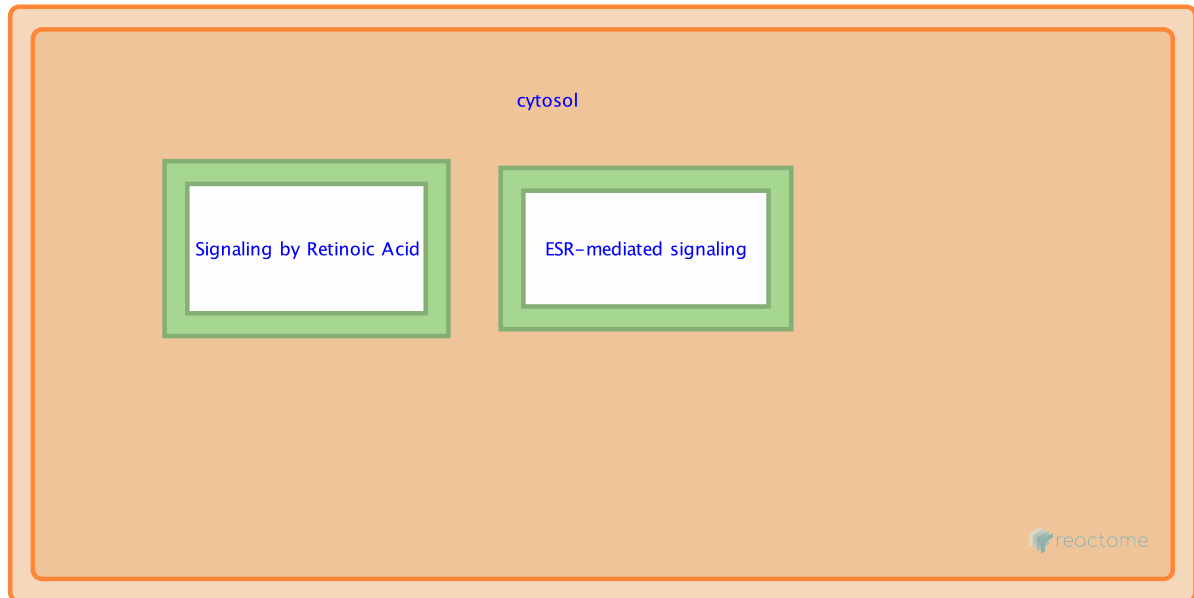 cytosol
Signaling by Retinoic Acid
ESR-mediated signaling
reactome